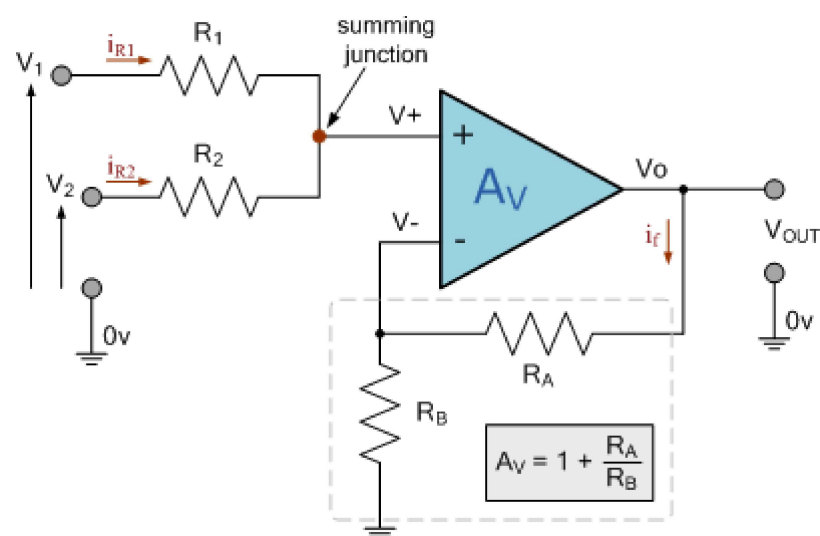 summing
junction
V1
iR1
R1
V2
iR2
R2
0v
V+
V-
+
-
AV
Vo
if
VOUT
0v
RA
RB
AV = 1 + RA
RB